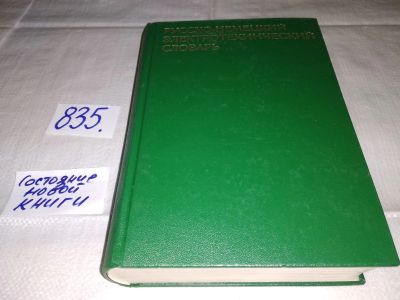 РУССКО-НЕМЕЦКИЙ
ЭЛЕКТРОТЕХНИЧЕСКИЙ
СЛОВАРЬ
835.
Состояние
новой
книги